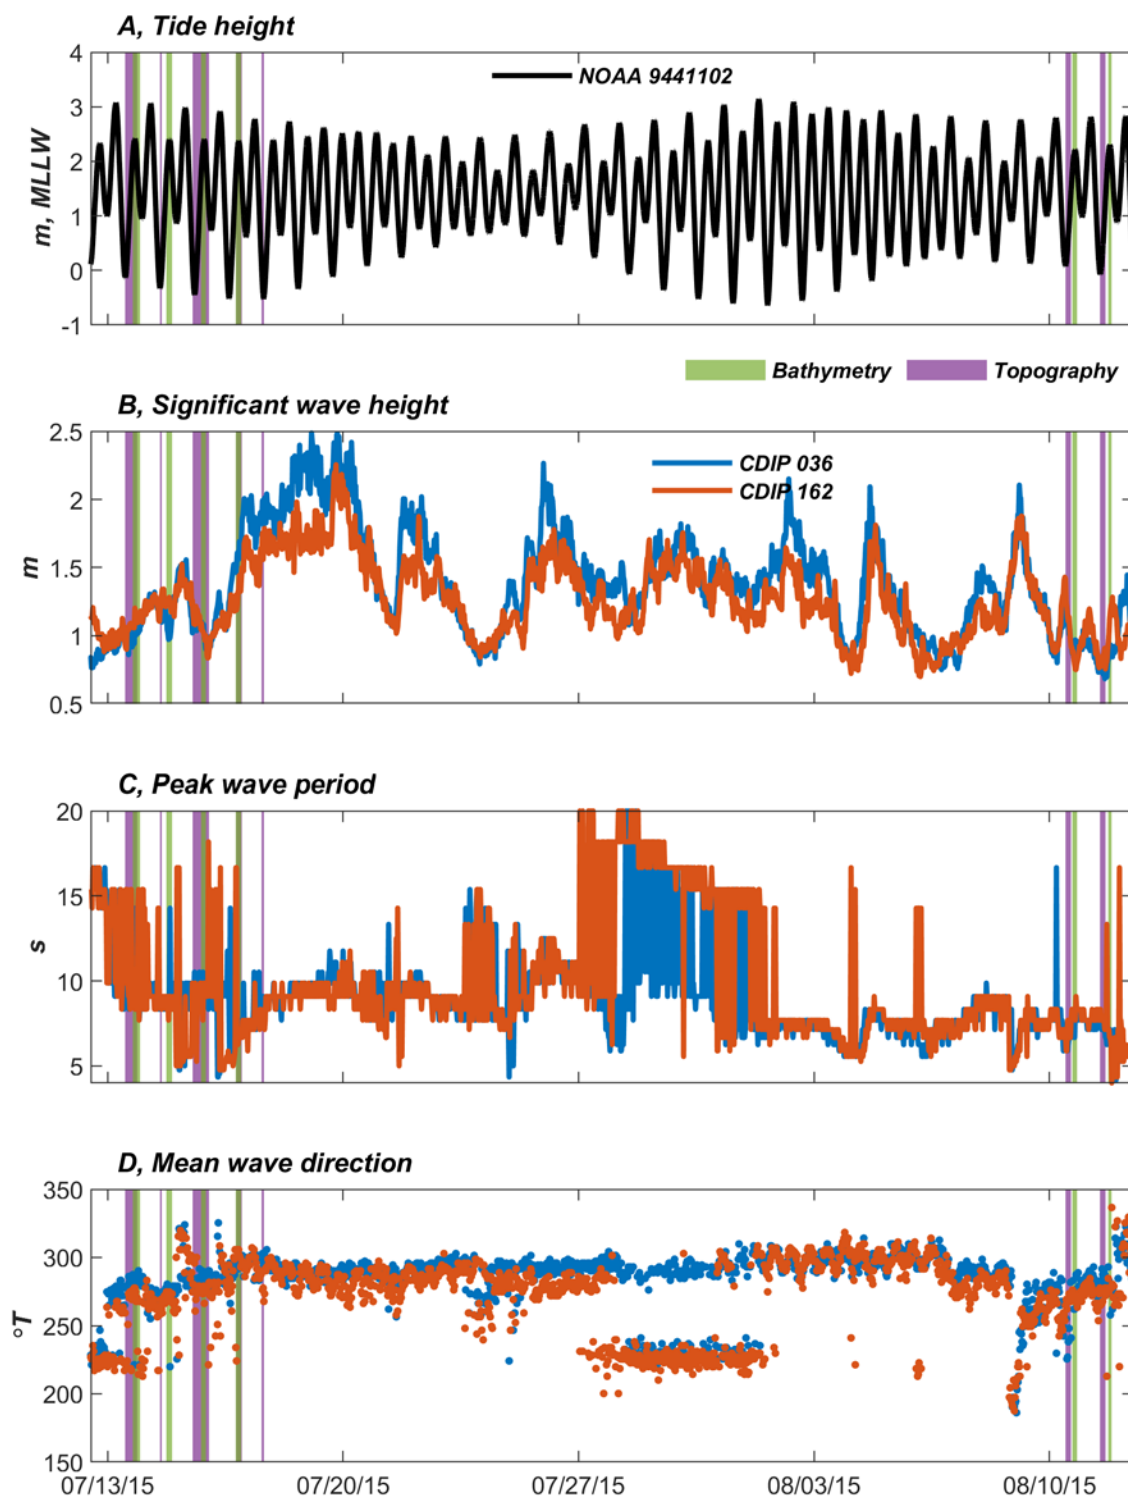 A, Tide height
4
3
2
1
0
-1
m, MLLW
NOAA 9441102
Bathymetry
Topography
B, Significant wave height
2.5
2
1.5
1
0.5
m
CDIP 036
CDIP 162
C, Peak wave period
20
15
10
5
s
D, Mean wave direction
350
300
250
200
150
°T
07/13/15 07/20/15 07/27/15 08/03/15 08/10/15